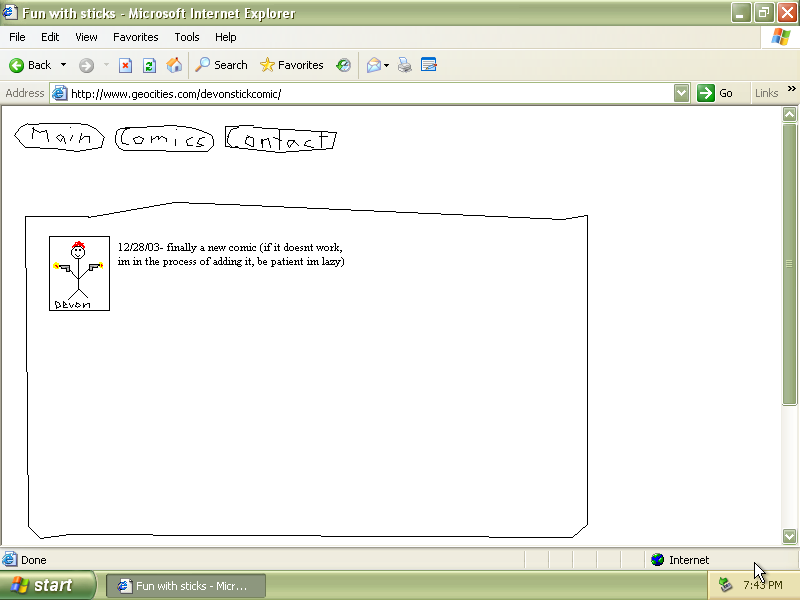 Fun with sticks - Microsoft Internet Explorer
File Edit View Favorites Tools Help
Back Search Favorites
Address http://www.geocities.com/devonstickcomic/ Go Links »
Main Comics Contact
12/28/03- finally a new comic (if it doesnt work,
im in the process of adding it, be patient im lazy)
Devon
Done Internet
start Fun with sticks - Micr... 7:43 PM